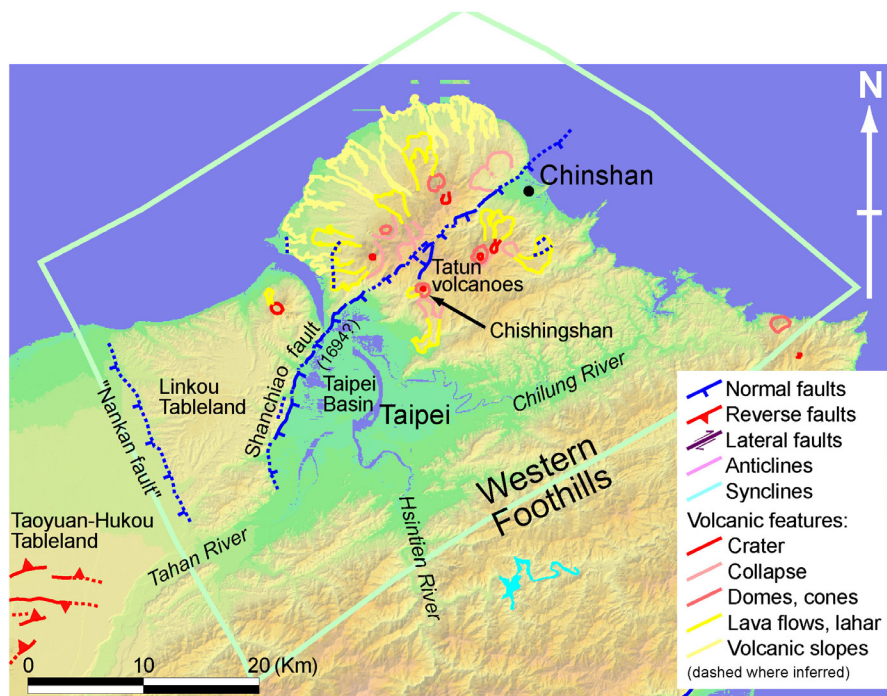 N
Chinshan
Tatun
volcanoes
Chishingshan
Shanchiao fault
(1694?)
Linkou
Tableland
Taipei
Basin
Taipei
Chilung River
"Nankan fault"
Western
Foothills
Taoyuan-Hukou
Tableland
Tahan River
Hsintien River
0 10 20 (Km)
Normal faults
Reverse faults
Lateral faults
Anticlines
Synclines
Volcanic features:
Crater
Collapse
Domes, cones
Lava flows, lahar
Volcanic slopes
(dashed where inferred)